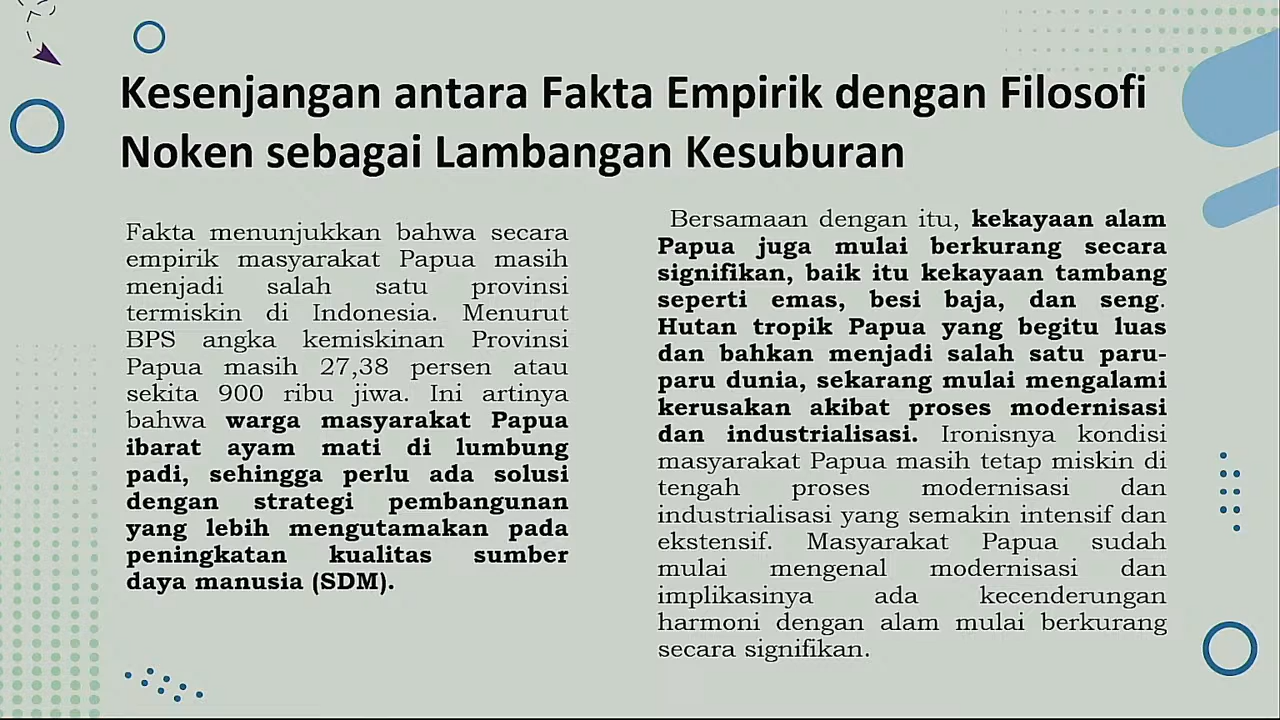 Kesenjangan antara Fakta Empirik dengan Filosofi
Noken sebagai Lambangan Kesuburan
Fakta menunjukkan bahwa secara
empirik masyarakat Papua masih
menjadi salah satu provinsi
termiskin di Indonesia. Menurut
BPS angka kemiskinan Provinsi
Papua masih 27,38 persen atau
sekita 900 ribu jiwa. Ini artinya
bahwa warga masyarakat Papua
ibarat ayam mati di lumbung
padi, sehingga perlu ada solusi
dengan strategi pembangunan
yang lebih mengutamakan pada
peningkatan kualitas sumber
daya manusia (SDM).
Bersamaan dengan itu, kekayaan alam
Papua juga mulai berkurang secara
signifikan, baik itu kekayaan tambang
seperti emas, besi baja, dan seng.
Hutan tropik Papua yang begitu luas
dan bahkan menjadi salah satu paru-
paru dunia, sekarang mulai mengalami
kerusakan akibat proses modernisasi
dan industrialisasi. Ironisnya kondisi
masyarakat Papua masih tetap miskin di
tengah proses modernisasi dan
industrialisasi yang semakin intensif dan
ekstensif. Masyarakat Papua sudah
mulai mengenal modernisasi dan
implikasinya ada kecenderungan
harmoni dengan alam mulai berkurang
secara signifikan.